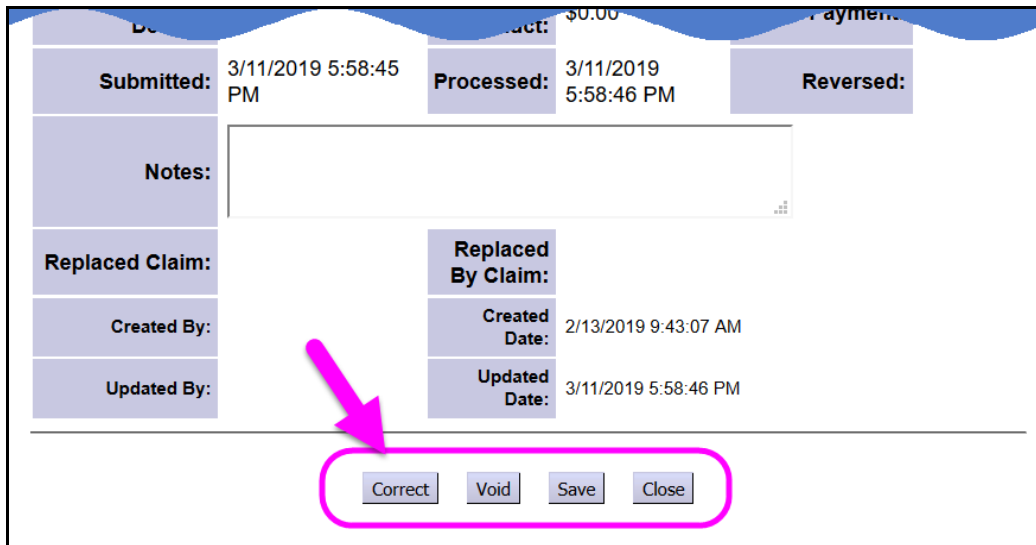 $0.00
Submitted:
3/11/2019 5:58:45
PM
Processed:
3/11/2019
5:58:46 PM
Reversed:
Notes:
Replaced Claim:
Replaced
By Claim:
Created By:
Created
Date:
2/13/2019 9:43:07 AM
Updated By:
Updated
Date:
3/11/2019 5:58:46 PM
Correct
Void
Save
Close